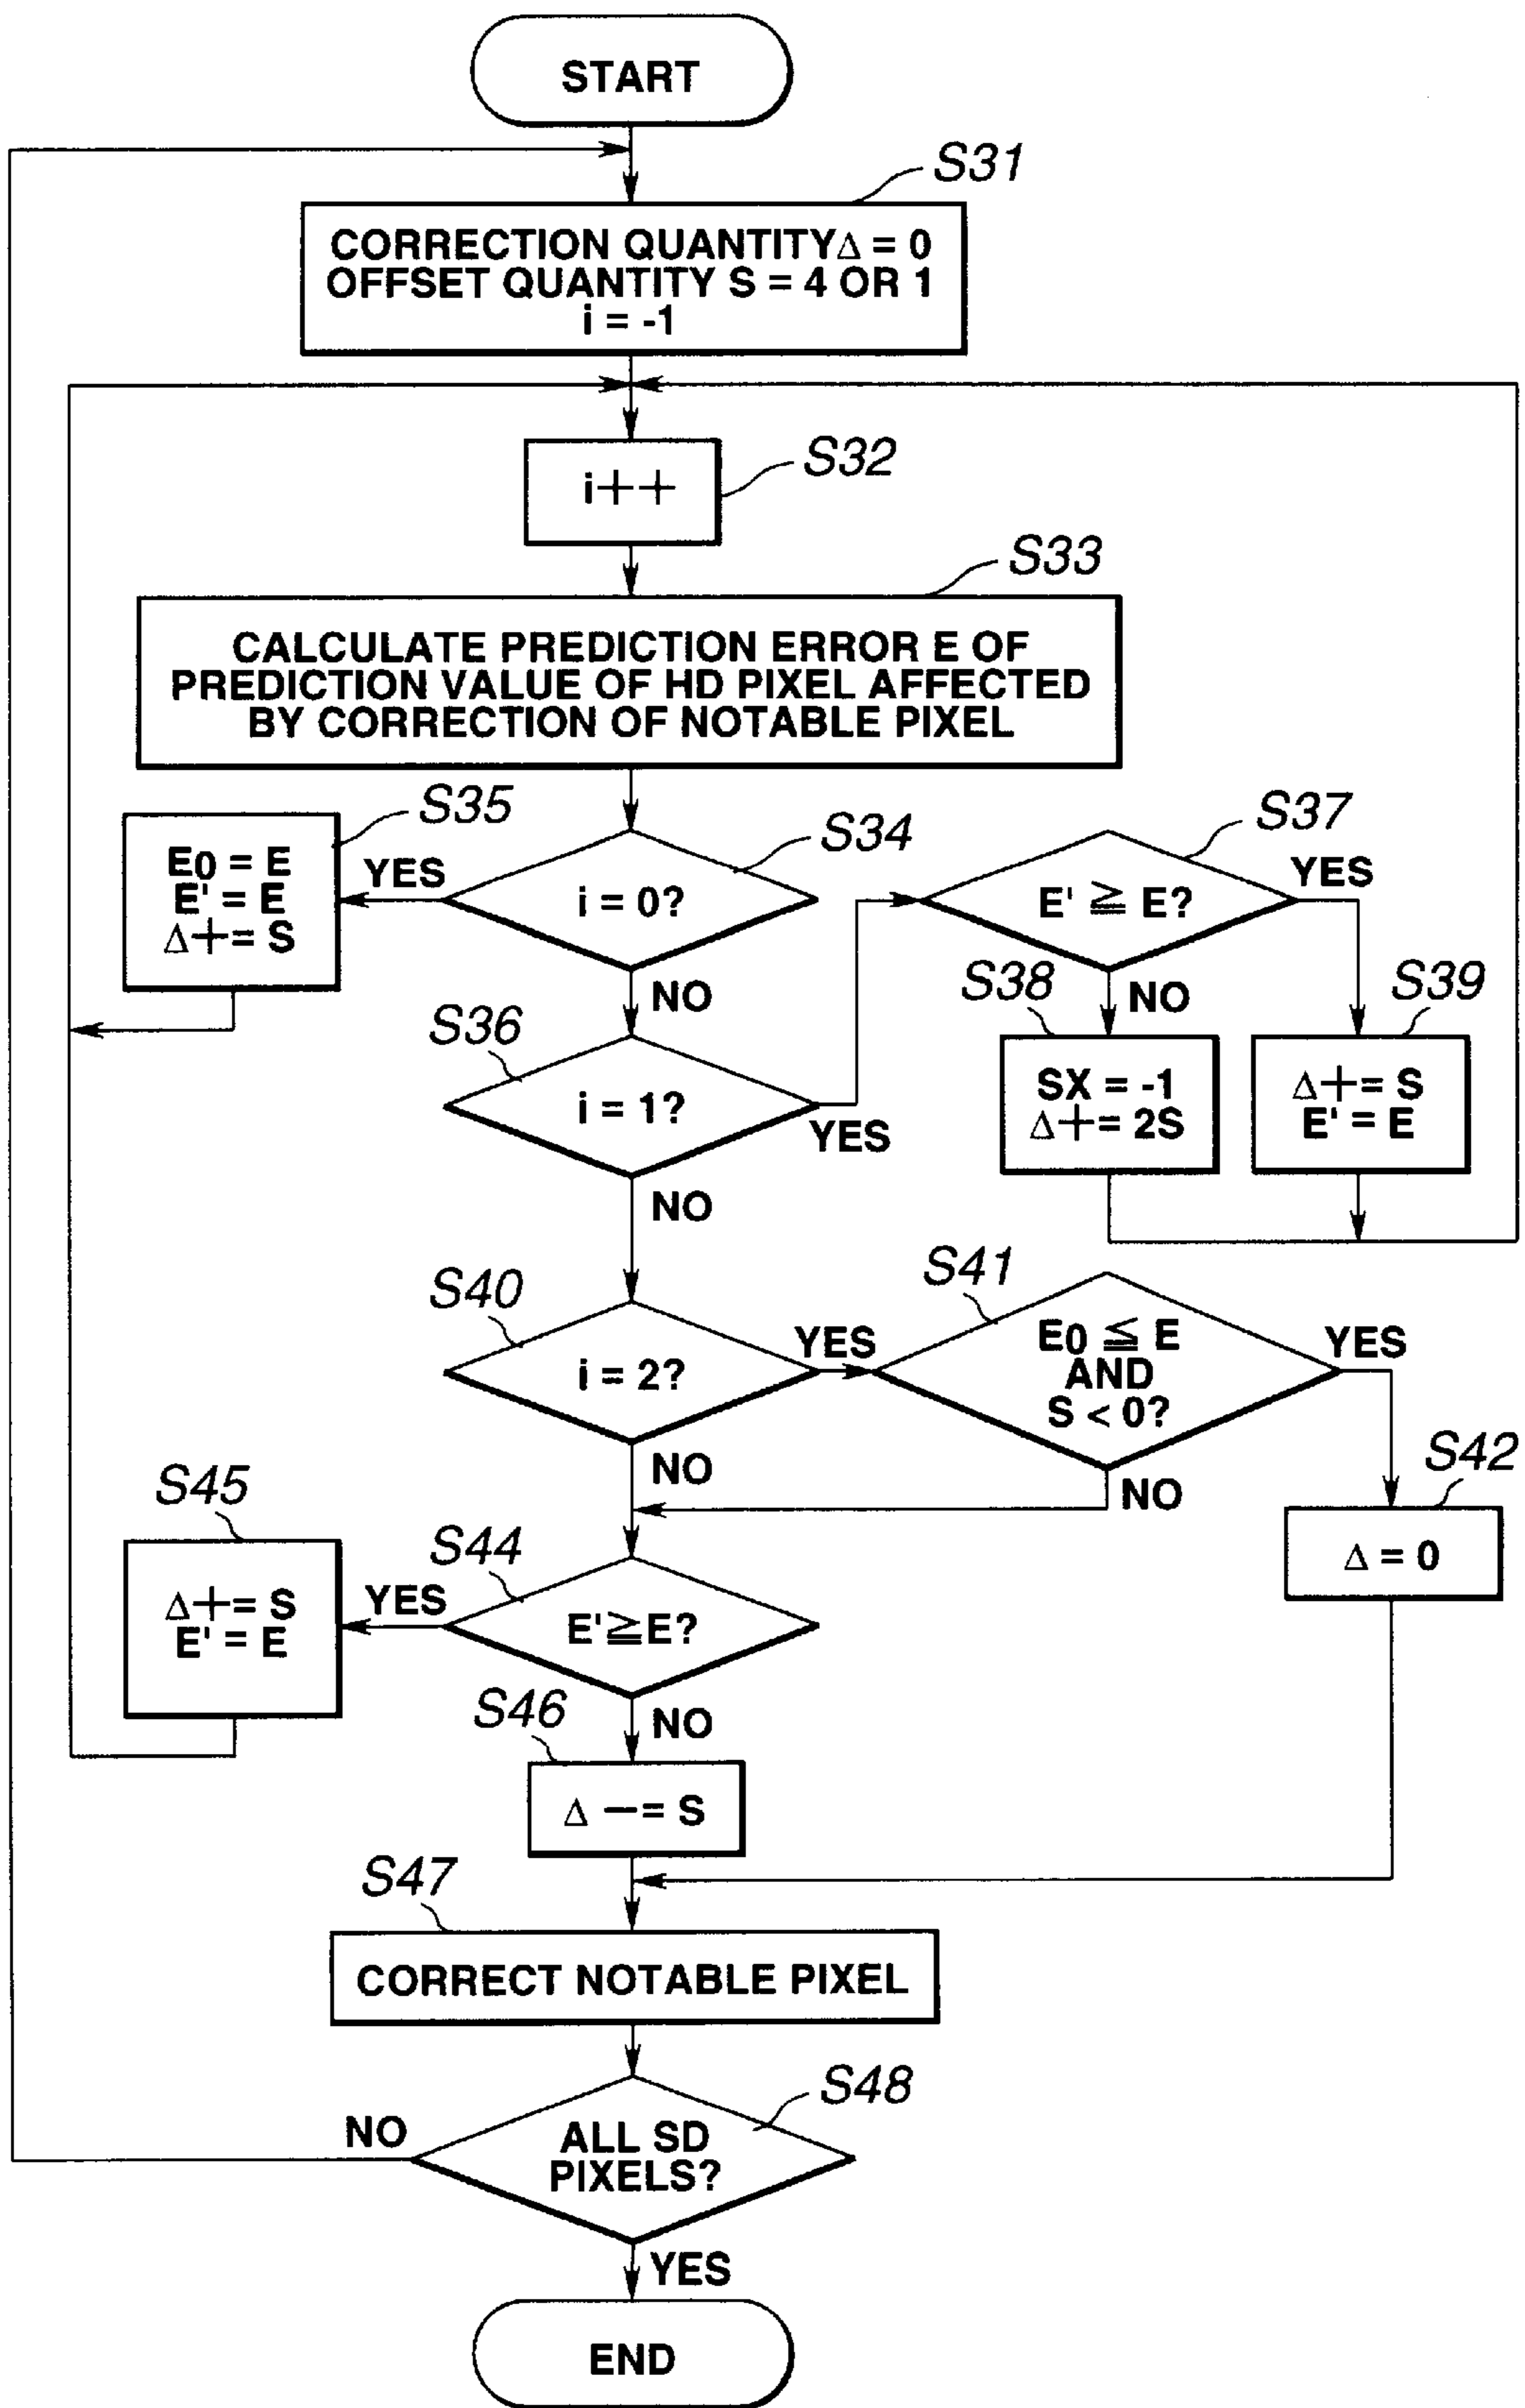 START
S31
CORRECTION QUANTITY Δ = 0
OFFSET QUANTITY S = 4 OR 1
i = -1
S32
i++
S33
CALCULATE PREDICTION ERROR E OF
PREDICTION VALUE OF HD PIXEL AFFECTED
BY CORRECTION OF NOTABLE PIXEL
S35
E0 = E
E' = E
Δ+= S
YES
S34
i = 0?
NO
S37
E' ≧ E?
YES
NO
S36
i = 1?
YES
NO
S38
SX = -1
Δ+= 2S
S39
Δ+= S
E' = E
S40
i = 2?
YES
NO
S41
E0 ≦ E
AND
S < 0?
YES
NO
S42
Δ = 0
S45
Δ+= S
E' = E
YES
S44
E'≧E?
NO
S46
Δ −= S
S47
CORRECT NOTABLE PIXEL
S48
ALL SD
PIXELS?
NO
YES
END